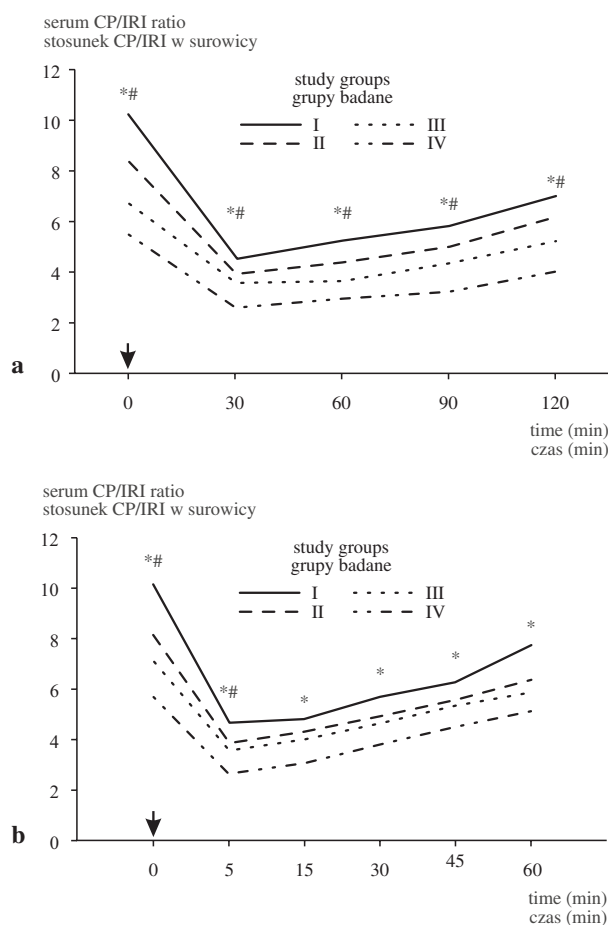 serum CP/IRI ratio
stosunek CP/IRI w surowicy
study groups
grupy badane
I
III
II
IV
12
10
8
6
4
2
0
*#
*#
*#
*#
*#
a
0 30 60 90 120
time (min)
czas (min)
serum CP/IRI ratio
stosunek CP/IRI w surowicy
study groups
grupy badane
I
III
II
IV
12
10
8
6
4
2
0
*#
*#
*
*
*
*
b
0 5 15 30 45 60
time (min)
czas (min)